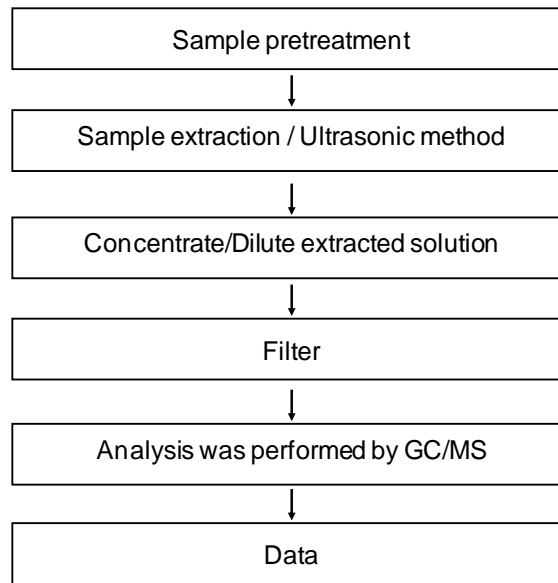 Sample pretreatment
Sample extraction / Ultrasonic method
Concentrate/Dilute extracted solution
Filter
Analysis was performed by GC/MS
Data